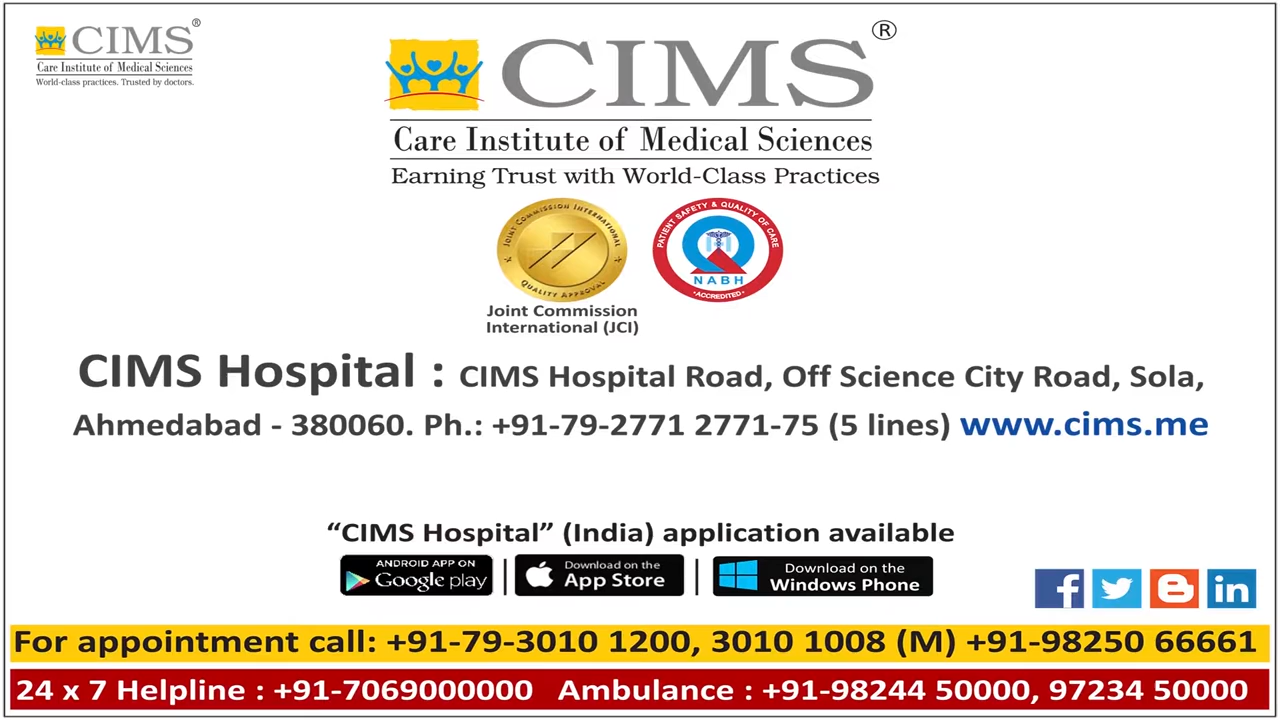 CIMS®
Care Institute of Medical Sciences
World-class practices. Trusted by doctors.
CIMS®
Care Institute of Medical Sciences
Earning Trust with World-Class Practices
JOINT COMMISSION INTERNATIONAL
QUALITY APPROVAL
PATIENT SAFETY & QUALITY OF CARE
NABH
• ACCREDITED •
Joint Commission
International (JCI)
CIMS Hospital : CIMS Hospital Road, Off Science City Road, Sola,
Ahmedabad - 380060. Ph.: +91-79-2771 2771-75 (5 lines) www.cims.me
“CIMS Hospital” (India) application available
ANDROID APP ON
Google play
Download on the
App Store
Download on the
Windows Phone
f
in
For appointment call: +91-79-3010 1200, 3010 1008 (M) +91-98250 66661
24 x 7 Helpline : +91-7069000000 Ambulance : +91-98244 50000, 97234 50000